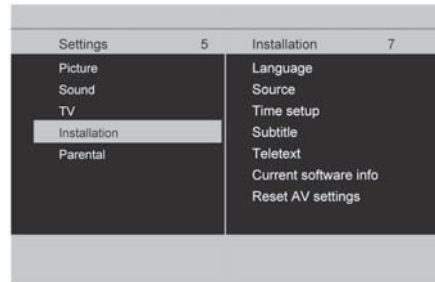 Settings 5
Picture
Sound
TV
Installation
Parental
Installation 7
Language
Source
Time setup
Subtitle
Teletext
Current software info
Reset AV settings